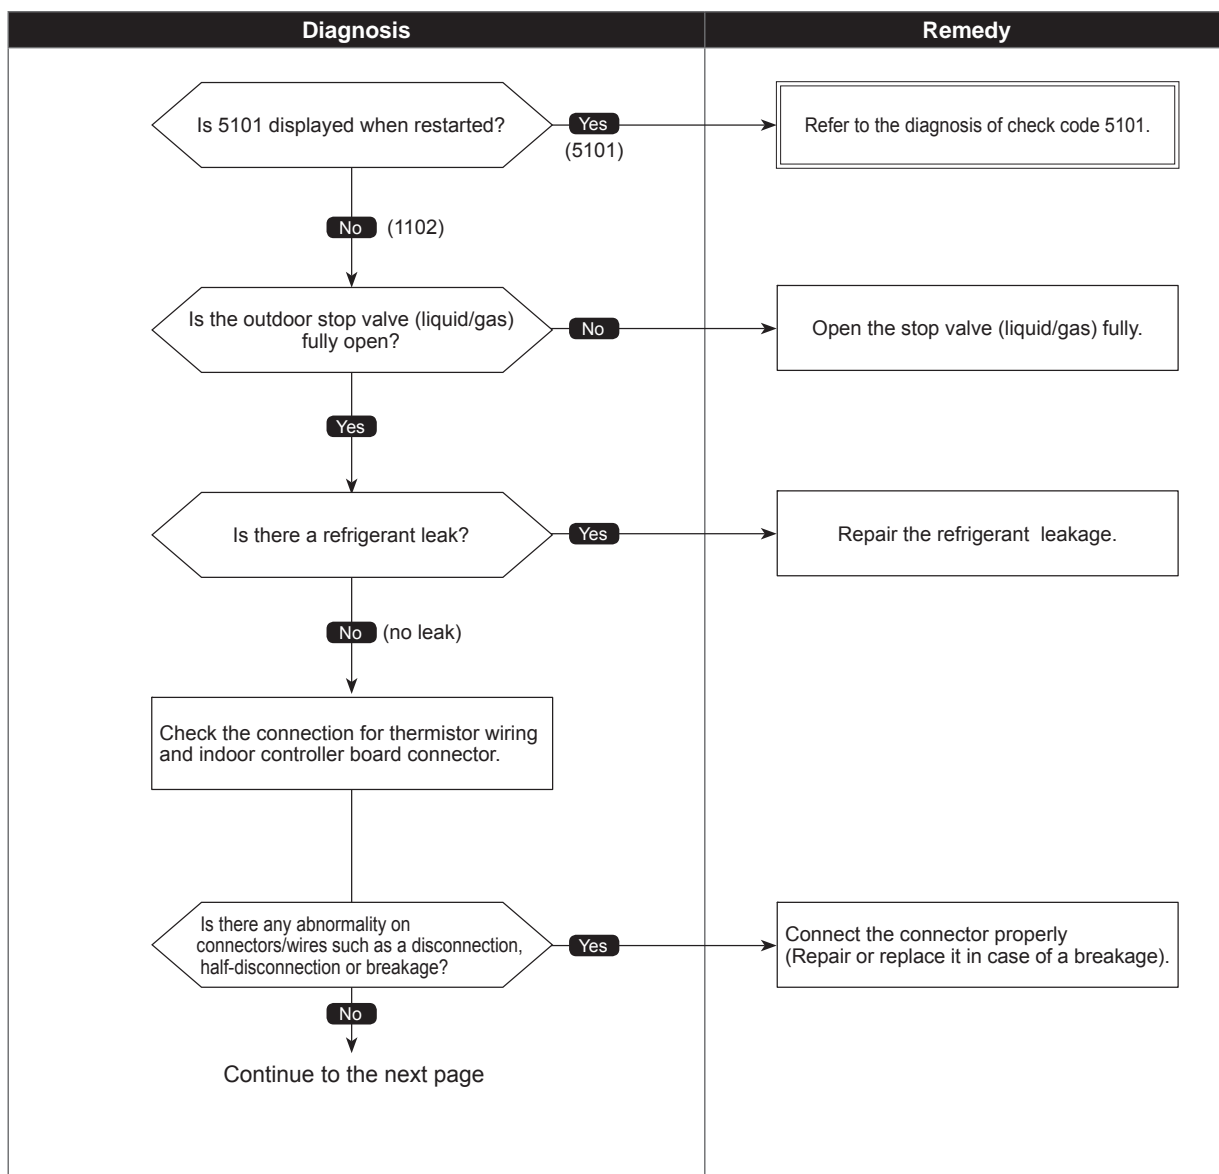 Diagnosis
Remedy
Is 5101 displayed when restarted?
Yes
(5101)
Refer to the diagnosis of check code 5101.
No (1102)
Is the outdoor stop valve (liquid/gas)
fully open?
No
Open the stop valve (liquid/gas) fully.
Yes
Is there a refrigerant leak?
Yes
Repair the refrigerant leakage.
No (no leak)
Check the connection for thermistor wiring
and indoor controller board connector.
Is there any abnormality on
connectors/wires such as a disconnection,
half-disconnection or breakage?
Yes
Connect the connector properly
(Repair or replace it in case of a breakage).
No
Continue to the next page